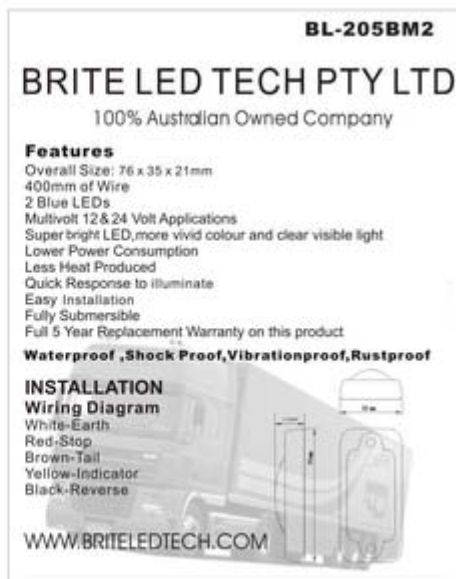 BL-205BM2
BRITE LED TECH PTY LTD
100% Australian Owned Company
Features
Overall Size: 76 x 35 x 21mm
400mm of Wire
2 Blue LEDs
Multivolt 12 & 24 Volt Applications
Super bright LED,more vivid colour and clear visible light
Lower Power Consumption
Less Heat Produced
Quick Response to illuminate
Easy Installation
Fully Submersible
Full 5 Year Replacement Warranty on this product
Waterproof ,Shock Proof,Vibrationproof,Rustproof
INSTALLATION
Wiring Diagram
White-Earth
Red-Stop
Brown-Tail
Yellow-Indicator
Black-Reverse
WWW.BRITELEDTECH.COM